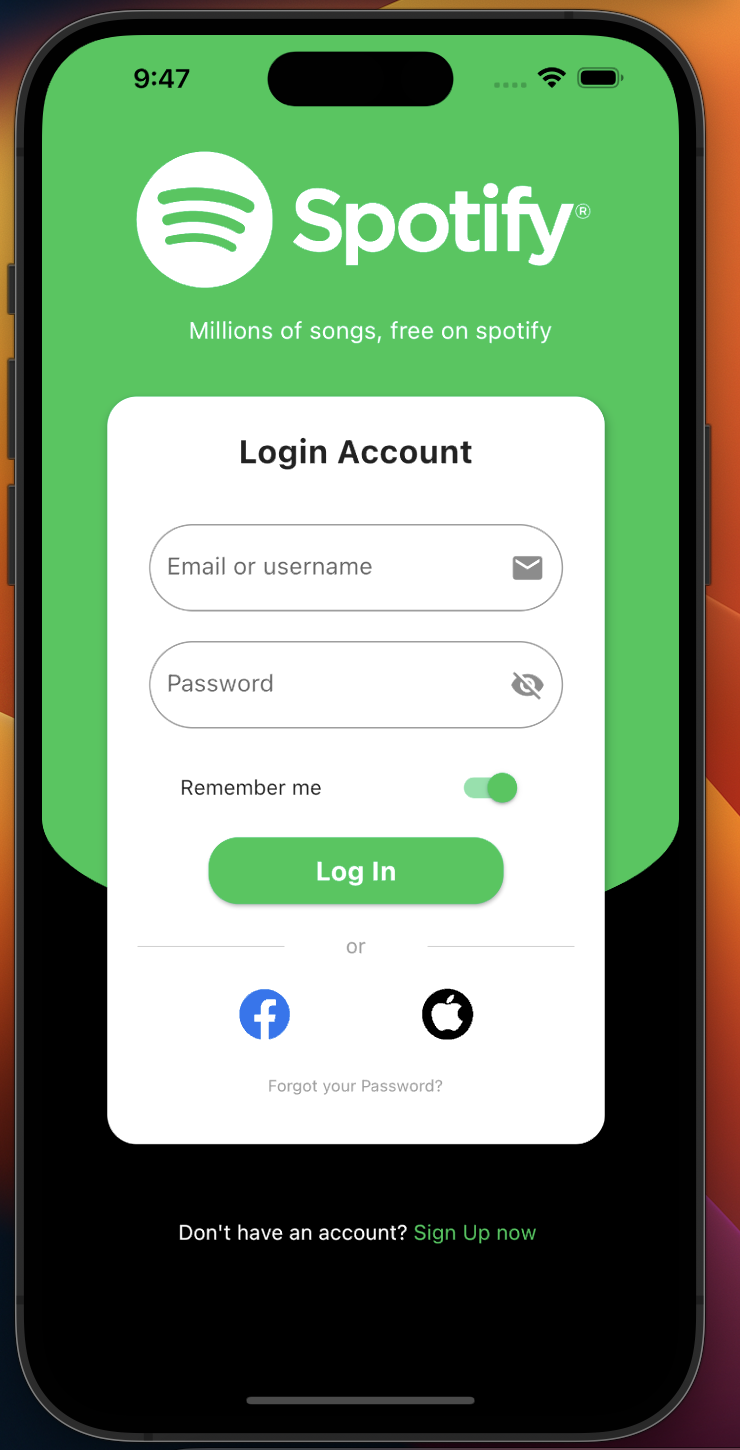 9:47
Spotify®
Millions of songs, free on spotify
Login Account
Email or username
Password
Remember me
Log In
or
Forgot your Password?
Don't have an account? Sign Up now